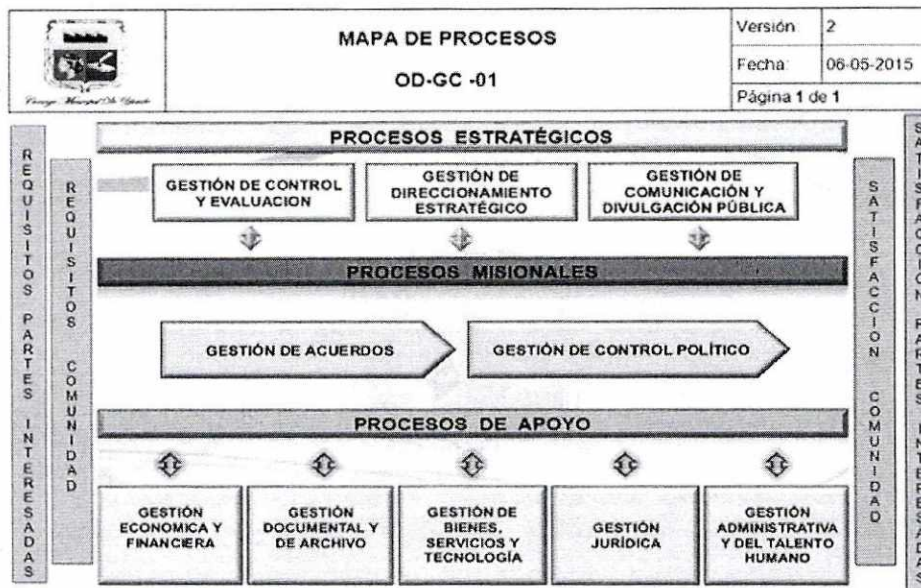 MAPA DE PROCESOS
OD-GC -01
Versión 2
Fecha: 06-05-2015
Página 1 de 1
REQUISITOS PARTES INTERESADAS
REQUISITOS COMUNIDAD
PROCESOS ESTRATÉGICOS
GESTIÓN DE CONTROL
Y EVALUACION
GESTIÓN DE
DIRECCIONAMIENTO
ESTRATÉGICO
GESTIÓN DE
COMUNICACIÓN Y
DIVULGACIÓN PÚBLICA
PROCESOS MISIONALES
GESTIÓN DE ACUERDOS
GESTIÓN DE CONTROL POLÍTICO
PROCESOS DE APOYO
GESTIÓN
ECONOMICA Y
FINANCIERA
GESTIÓN
DOCUMENTAL Y
DE ARCHIVO
GESTIÓN DE
BIENES,
SERVICIOS Y
TECNOLOGÍA
GESTIÓN
JURÍDICA
GESTIÓN
ADMINISTRATIVA
Y DEL TALENTO
HUMANO
SATISFACCION COMUNIDAD